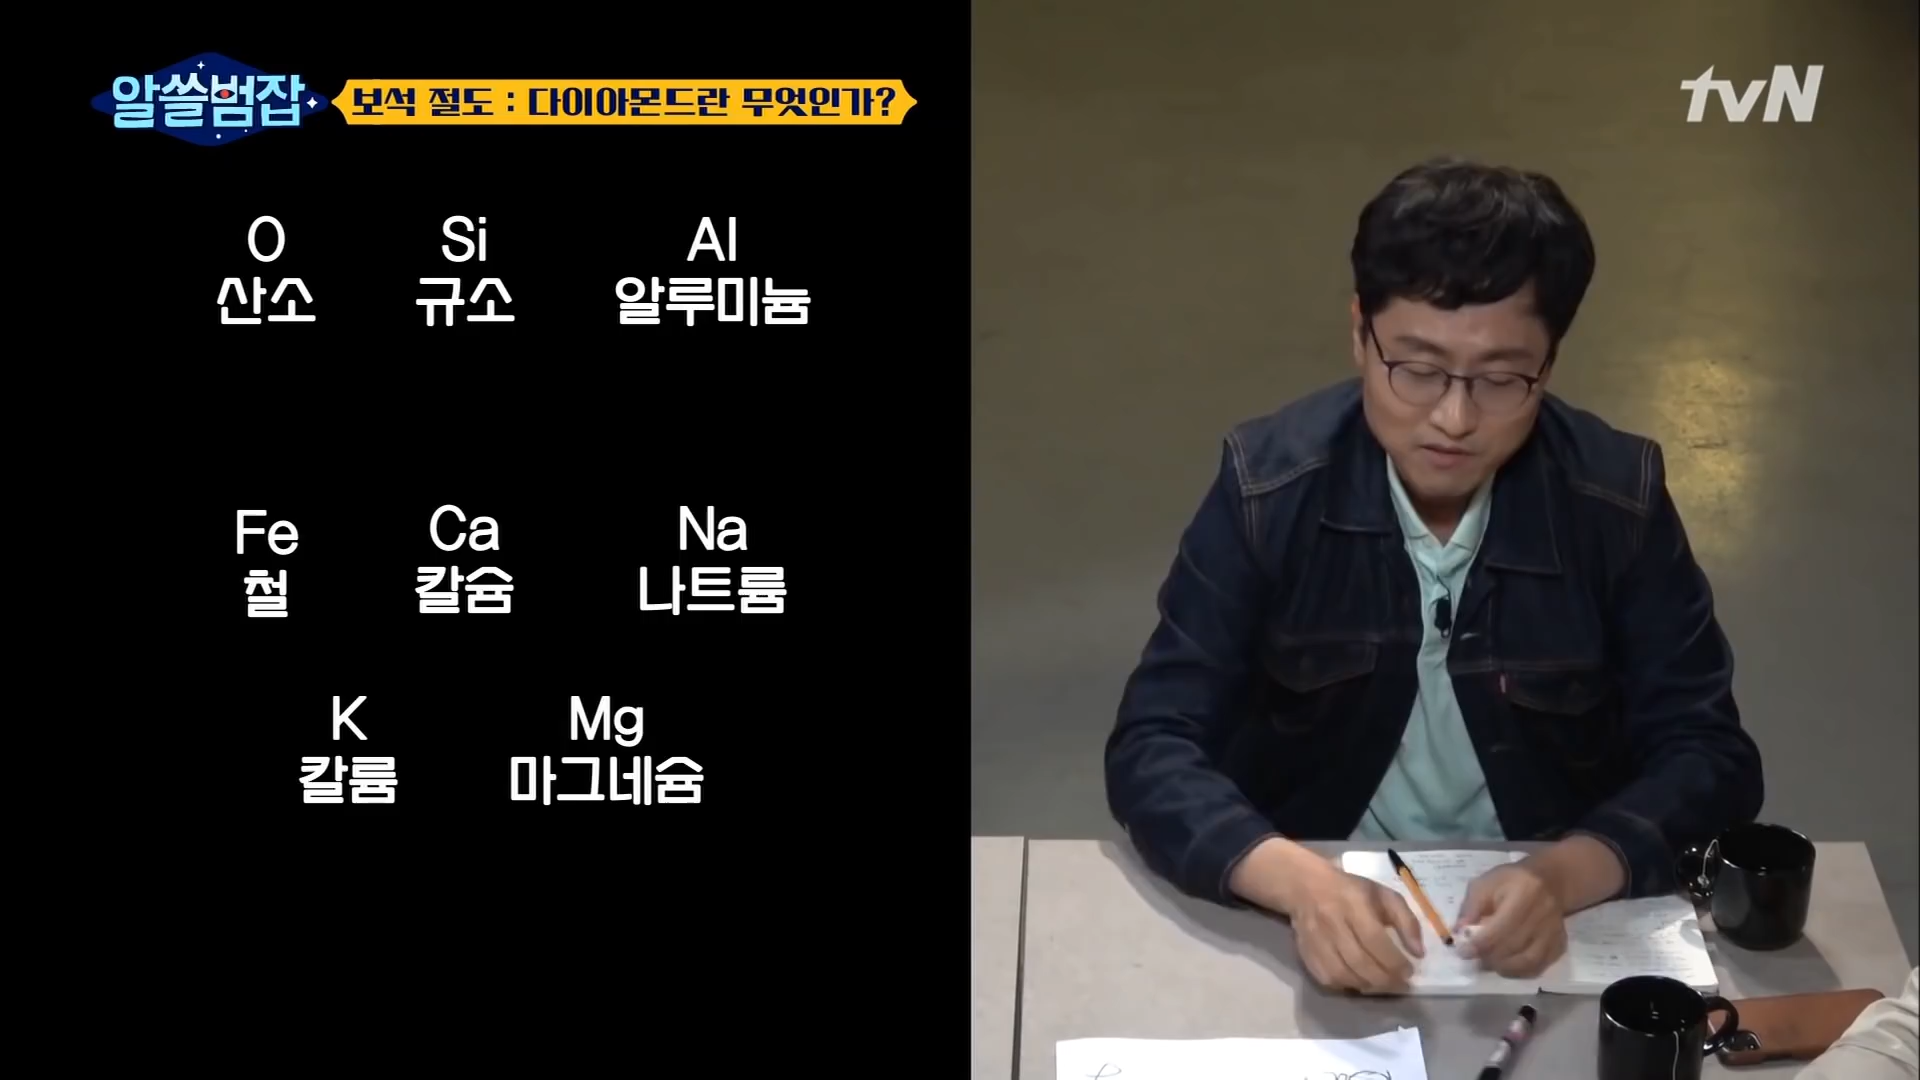 알쓸범잡
보석 절도 : 다이아몬드란 무엇인가?
tvN
O Si Al
산소 규소 알루미늄
Fe Ca Na
철 칼슘 나트륨
K Mg
칼륨 마그네슘